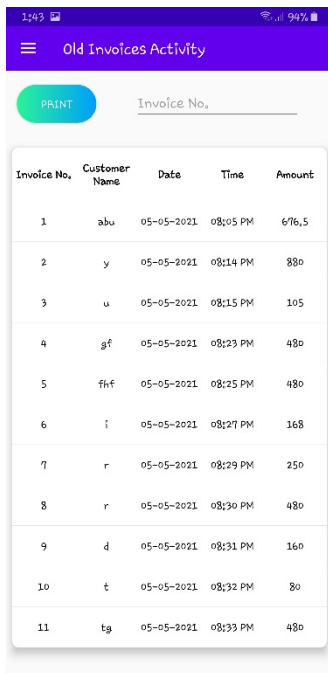 1:43 94%
Old Invoices Activity
PRINT Invoice No.
Invoice No. Customer Name Date Time Amount
1 abu 05-05-2021 08:05 PM 676.5
2 y 05-05-2021 08:14 PM 880
3 u 05-05-2021 08:15 PM 105
4 gf 05-05-2021 08:23 PM 480
5 fhf 05-05-2021 08:25 PM 480
6 i 05-05-2021 08:27 PM 168
7 r 05-05-2021 08:29 PM 250
8 r 05-05-2021 08:30 PM 480
9 d 05-05-2021 08:31 PM 160
10 t 05-05-2021 08:32 PM 80
11 tg 05-05-2021 08:33 PM 480